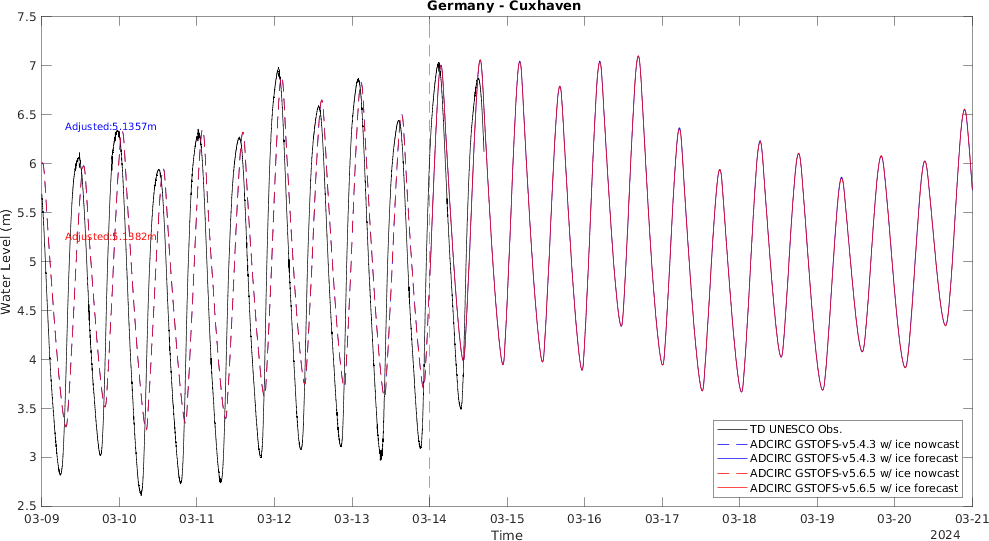 Germany - Cuxhaven
7.5
7
6.5
6
5.5
5
4.5
4
3.5
3
2.5
Water Level (m)
Adjusted:5.1357m
Adjusted:5.1382m
TD UNESCO Obs.
ADCIRC GSTOFS-v5.4.3 w/ ice nowcast
ADCIRC GSTOFS-v5.4.3 w/ ice forecast
ADCIRC GSTOFS-v5.6.5 w/ ice nowcast
ADCIRC GSTOFS-v5.6.5 w/ ice forecast
03-09 03-10 03-11 03-12 03-13 03-14 03-15 03-16 03-17 03-18 03-19 03-20 03-21
Time
2024